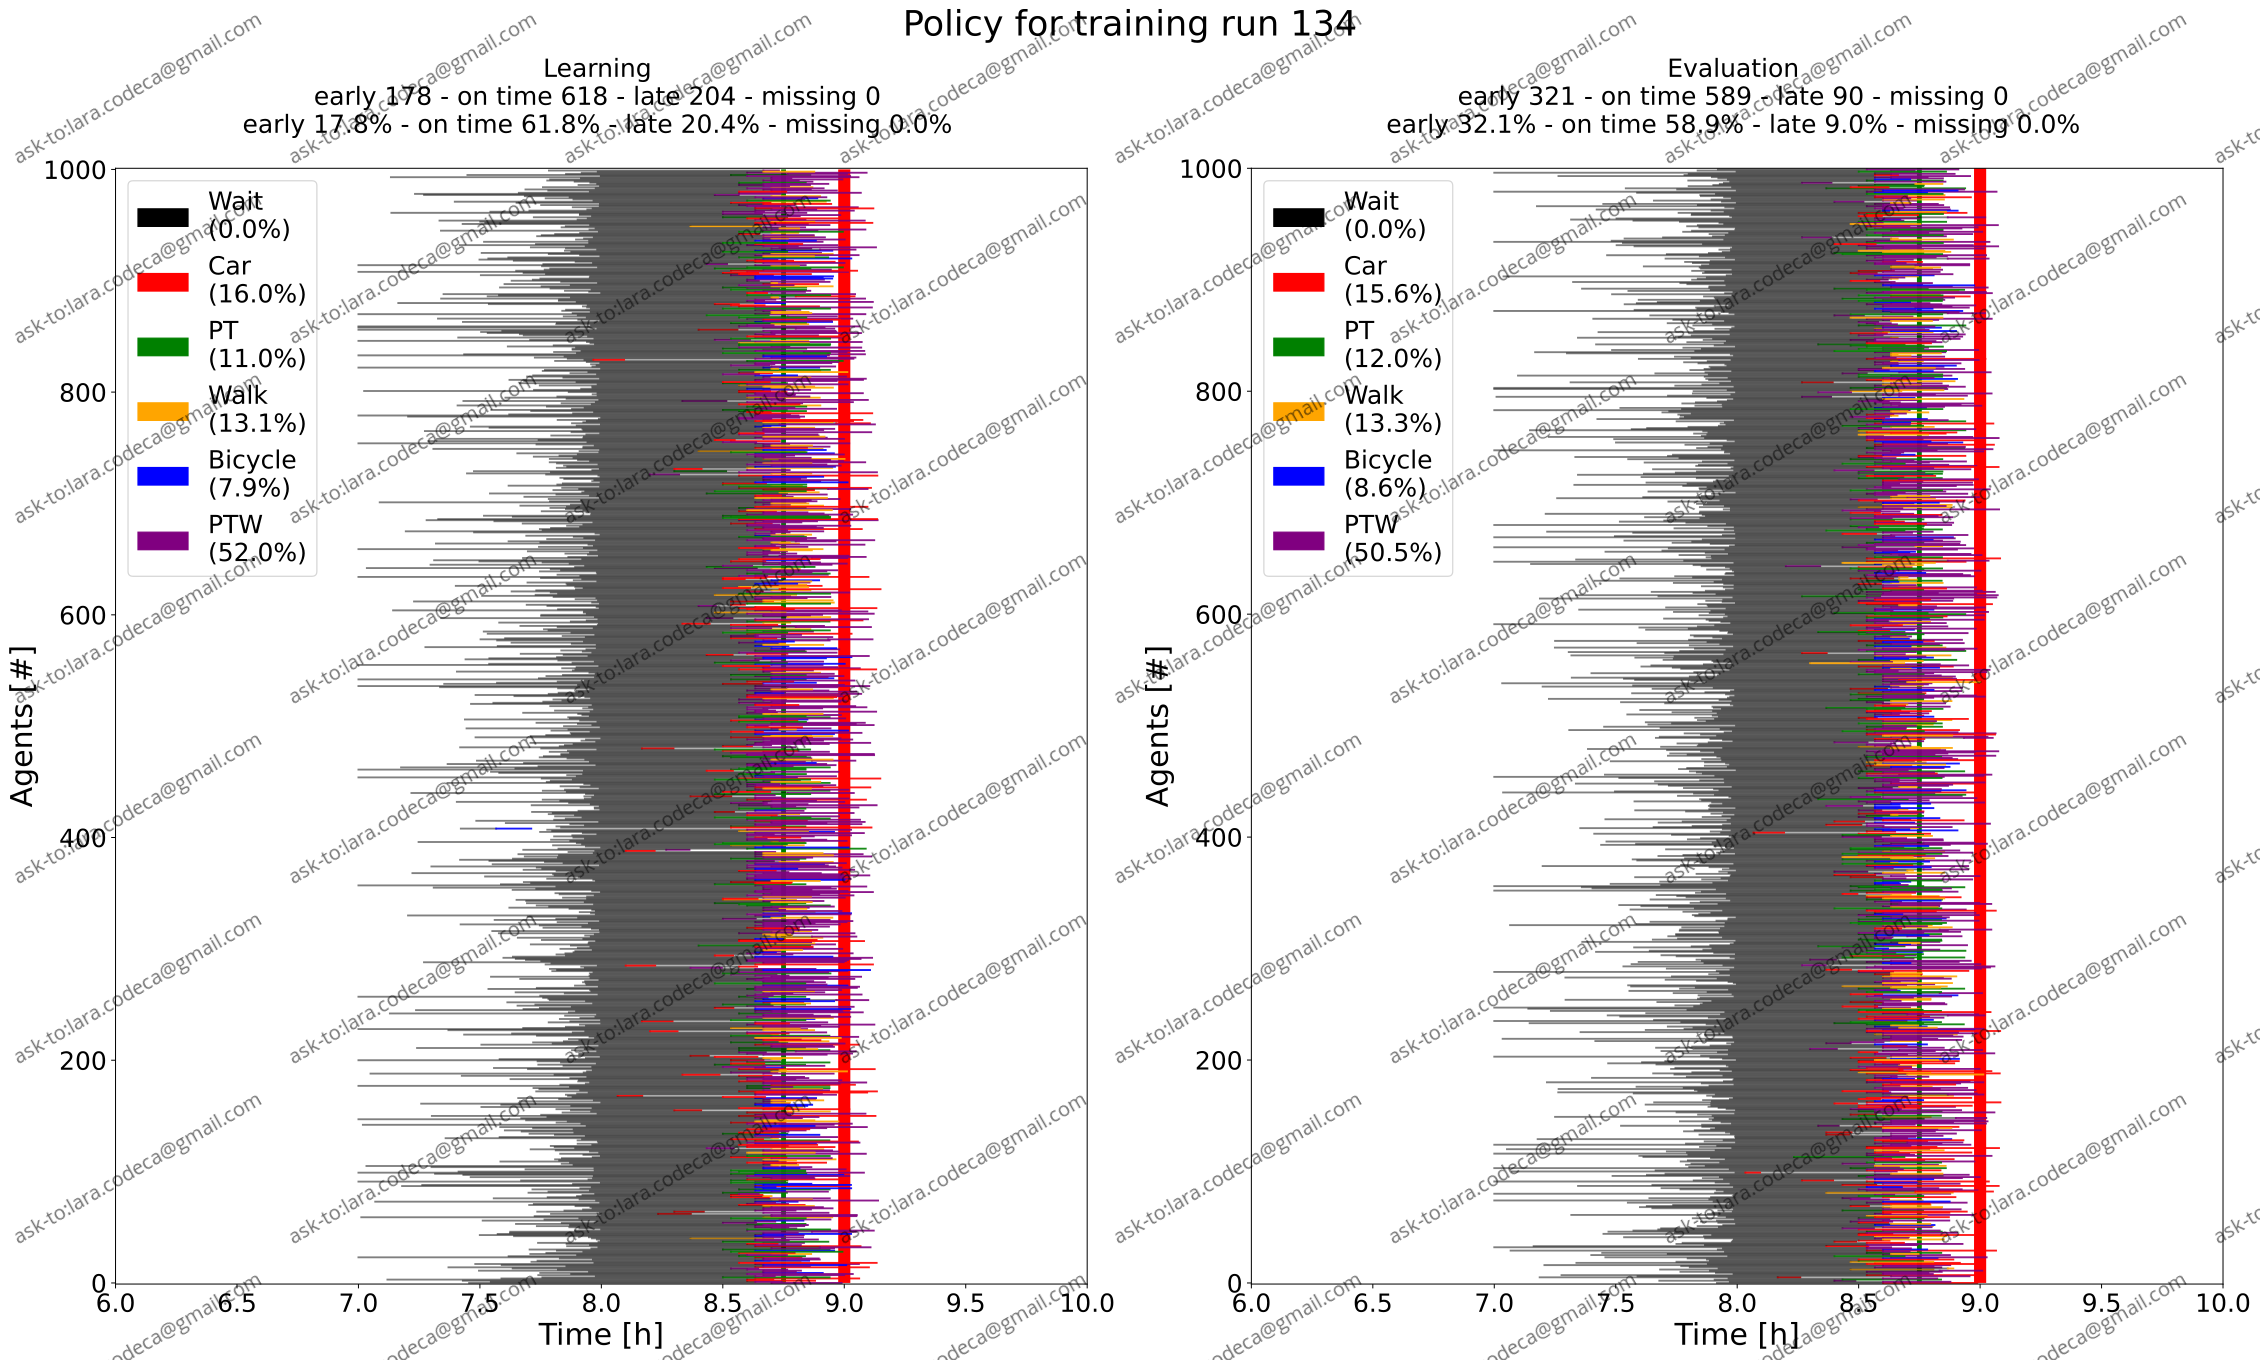 Policy for training run 134
Learning
early 178 - on time 618 - late 204 - missing 0
early 17.8% - on time 61.8% - late 20.4% - missing 0.0%
Wait
(0.0%)
Car
(16.0%)
PT
(11.0%)
Walk
(13.1%)
Bicycle
(7.9%)
PTW
(52.0%)
Agents [#]
1000
800
600
400
200
0
6.0 6.5 7.0 7.5 8.0 8.5 9.0 9.5 10.0
Time [h]
Evaluation
early 321 - on time 589 - late 90 - missing 0
early 32.1% - on time 58.9% - late 9.0% - missing 0.0%
Wait
(0.0%)
Car
(15.6%)
PT
(12.0%)
Walk
(13.3%)
Bicycle
(8.6%)
PTW
(50.5%)
Agents [#]
1000
800
600
400
200
0
6.0 6.5 7.0 7.5 8.0 8.5 9.0 9.5 10.0
Time [h]
ask-to:lara.codeca@gmail.com